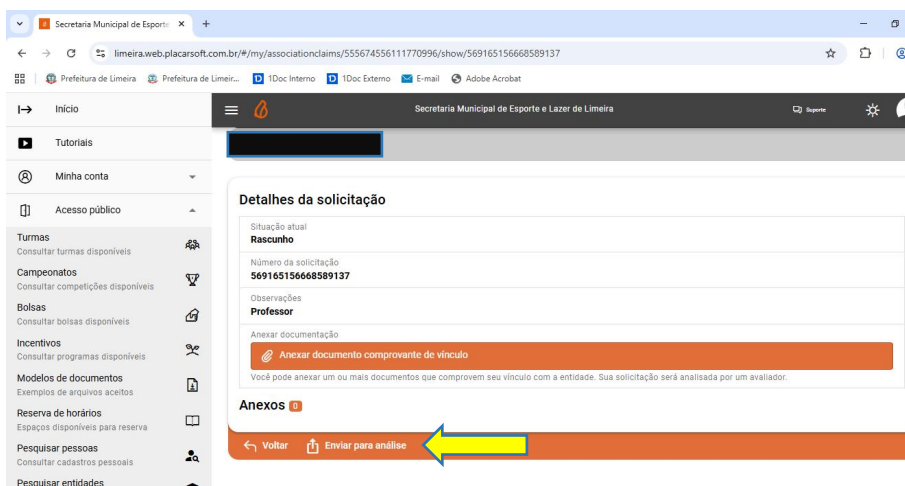 Secretaria Municipal de Esporte
limeira.web.placarsoft.com.br/#/my/associationclaims/555674556111770996/show/569165156668589137
Prefeitura de Limeira
Prefeitura de Limeir...
1Doc Interno
1Doc Externo
E-mail
Adobe Acrobat
Início
Secretaria Municipal de Esporte e Lazer de Limeira
Suporte
Tutoriais
Minha conta
Acesso público
Turmas
Consultar turmas disponíveis
Campeonatos
Consultar competições disponíveis
Bolsas
Consultar bolsas disponíveis
Incentivos
Consultar programas disponíveis
Modelos de documentos
Exemplos de arquivos aceitos
Reserva de horários
Espaços disponíveis para reserva
Pesquisar pessoas
Consultar cadastros pessoais
Pesquisar entidades
Detalhes da solicitação
Situação atual
Rascunho
Número da solicitação
569165156668589137
Observações
Professor
Anexar documentação
Anexar documento comprovante de vínculo
Você pode anexar um ou mais documentos que comprovem seu vínculo com a entidade. Sua solicitação será analisada por um avaliador.
Anexos 0
Voltar
Enviar para análise